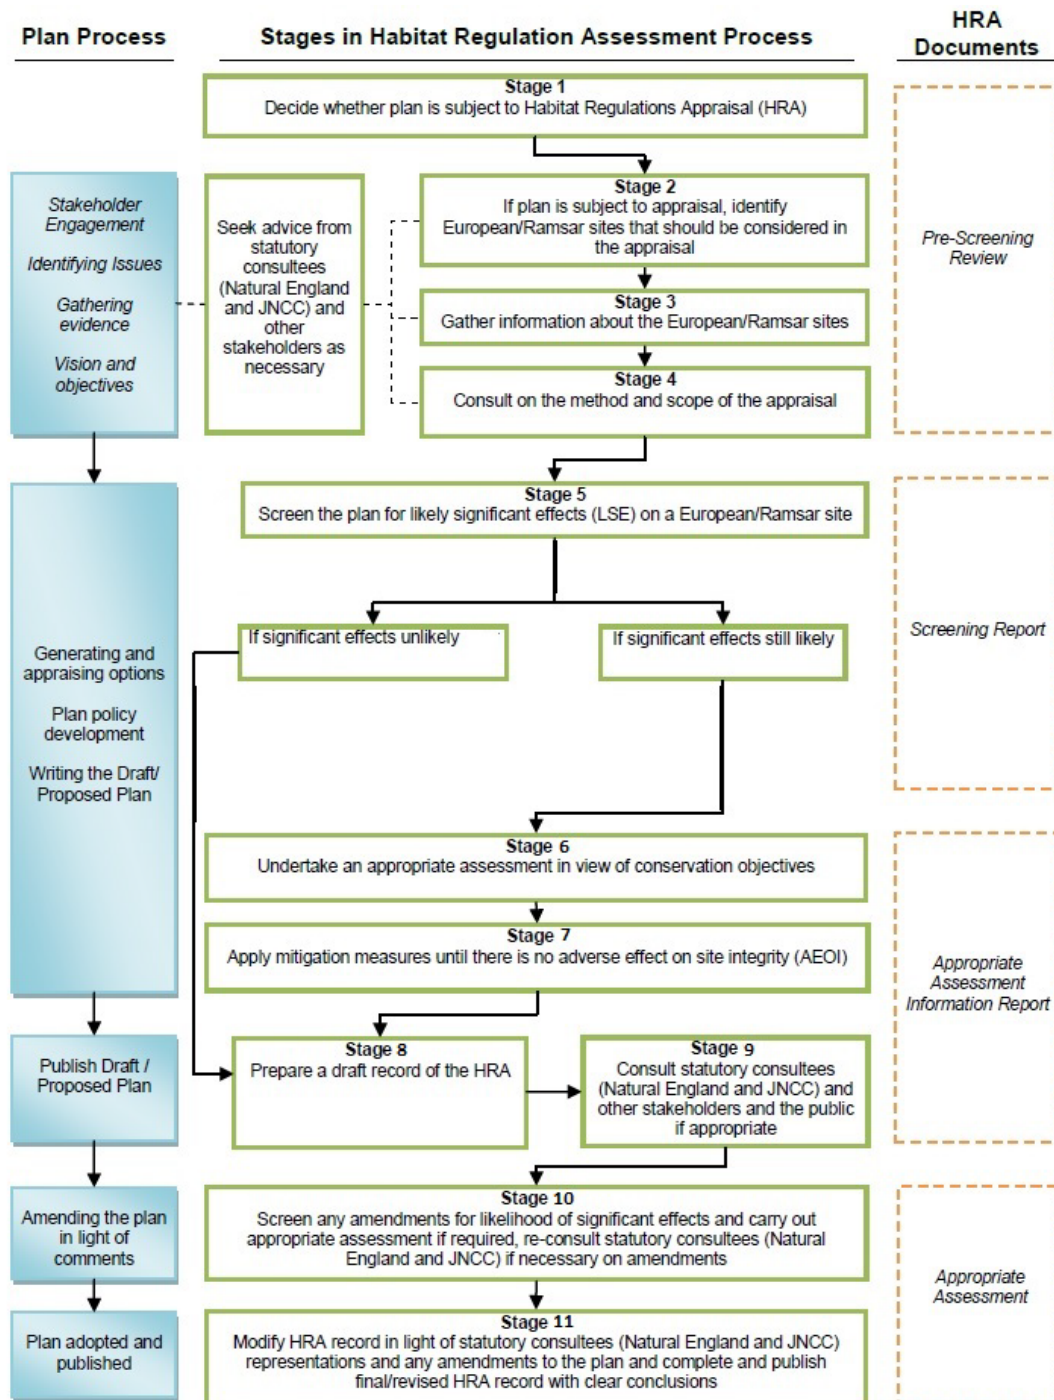 Plan Process
Stages in Habitat Regulation Assessment Process
HRA
Documents
Stage 1
Decide whether plan is subject to Habitat Regulations Appraisal (HRA)
Stakeholder
Engagement
Identifying Issues
Gathering
evidence
Vision and
objectives
Seek advice from
statutory
consultees
(Natural England
and JNCC) and
other
stakeholders as
necessary
Stage 2
If plan is subject to appraisal, identify
European/Ramsar sites that should be considered in
the appraisal
Stage 3
Gather information about the European/Ramsar sites
Stage 4
Consult on the method and scope of the appraisal
Pre-Screening
Review
Generating and
appraising options
Plan policy
development
Writing the Draft/
Proposed Plan
Stage 5
Screen the plan for likely significant effects (LSE) on a European/Ramsar site
If significant effects unlikely
If significant effects still likely
Screening Report
Stage 6
Undertake an appropriate assessment in view of conservation objectives
Stage 7
Apply mitigation measures until there is no adverse effect on site integrity (AEOI)
Appropriate
Assessment
Information Report
Publish Draft /
Proposed Plan
Stage 8
Prepare a draft record of the HRA
Stage 9
Consult statutory consultees
(Natural England and JNCC) and
other stakeholders and the public
if appropriate
Amending the plan
in light of
comments
Stage 10
Screen any amendments for likelihood of significant effects and carry out
appropriate assessment if required, re-consult statutory consultees (Natural
England and JNCC) if necessary on amendments
Appropriate
Assessment
Plan adopted and
published
Stage 11
Modify HRA record in light of statutory consultees (Natural England and JNCC)
representations and any amendments to the plan and complete and publish
final/revised HRA record with clear conclusions